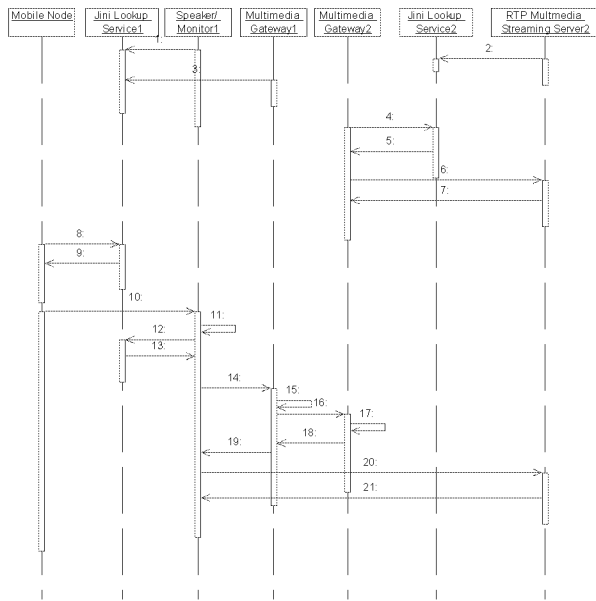 Mobile Node
Jini Lookup
Service1
Speaker/
Monitor1
Multimedia
Gateway1
Multimedia
Gateway2
Jini Lookup
Service2
RTP Multmedia
Streaming Server2
1:
2:
3:
4:
5:
6:
7:
8:
9:
10:
11:
12:
13:
14:
15:
16:
17:
18:
19:
20:
21: